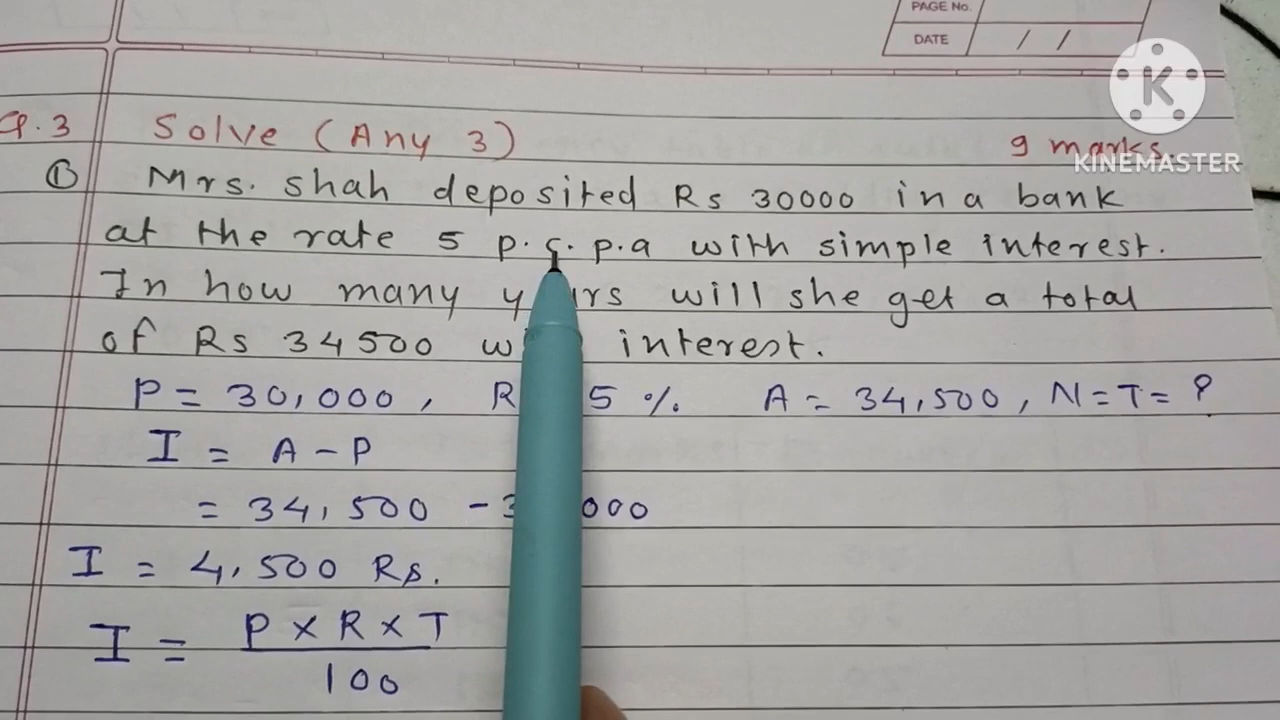 PAGE No.
DATE / /
K
KINEMASTER
Q.3 Solve (Any 3) 9 marks
① Mrs. shah deposited Rs 30000 in a bank
at the rate 5 p.c. p.a with simple interest.
In how many years will she get a total
of Rs 34500 interest.
P = 30,000 , R 5 % A = 34,500 , N = T = ?
I = A - P
= 34,500 - 000
I = 4,500 Rs.
I = P × R × T
100